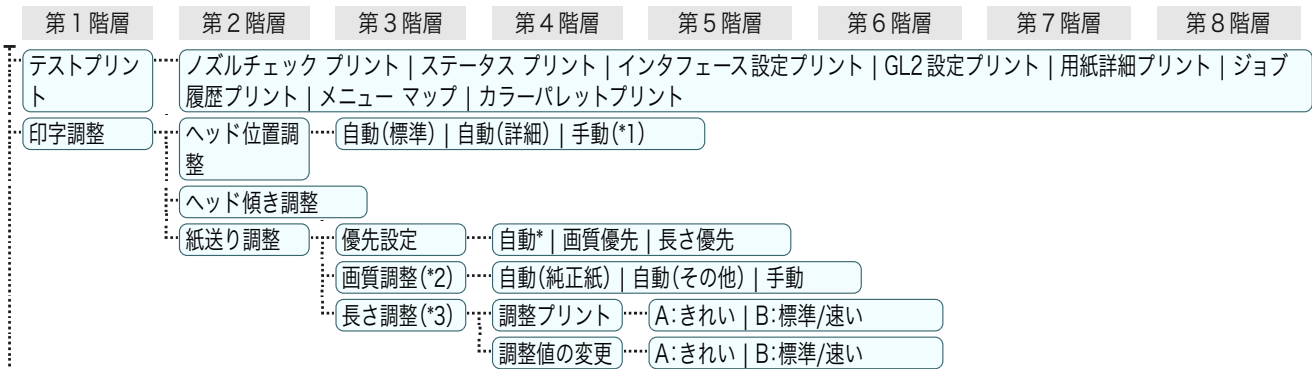 第1階層 第2階層 第3階層 第4階層 第5階層 第6階層 第7階層 第8階層
テストプリン ノズルチェック プリント | ステータス プリント | インタフェース設定プリント | GL2 設定プリント | 用紙詳細プリント | ジョブ
ト 履歴プリント | メニュー マップ | カラーパレットプリント
印字調整 ヘッド位置調 自動(標準) | 自動(詳細) | 手動(*1)
整
ヘッド傾き調整
紙送り調整 優先設定 自動* | 画質優先 | 長さ優先
画質調整(*2) 自動(純正紙) | 自動(その他) | 手動
長さ調整(*3) 調整プリント A:きれい | B:標準/速い
調整値の変更 A:きれい | B:標準/速い